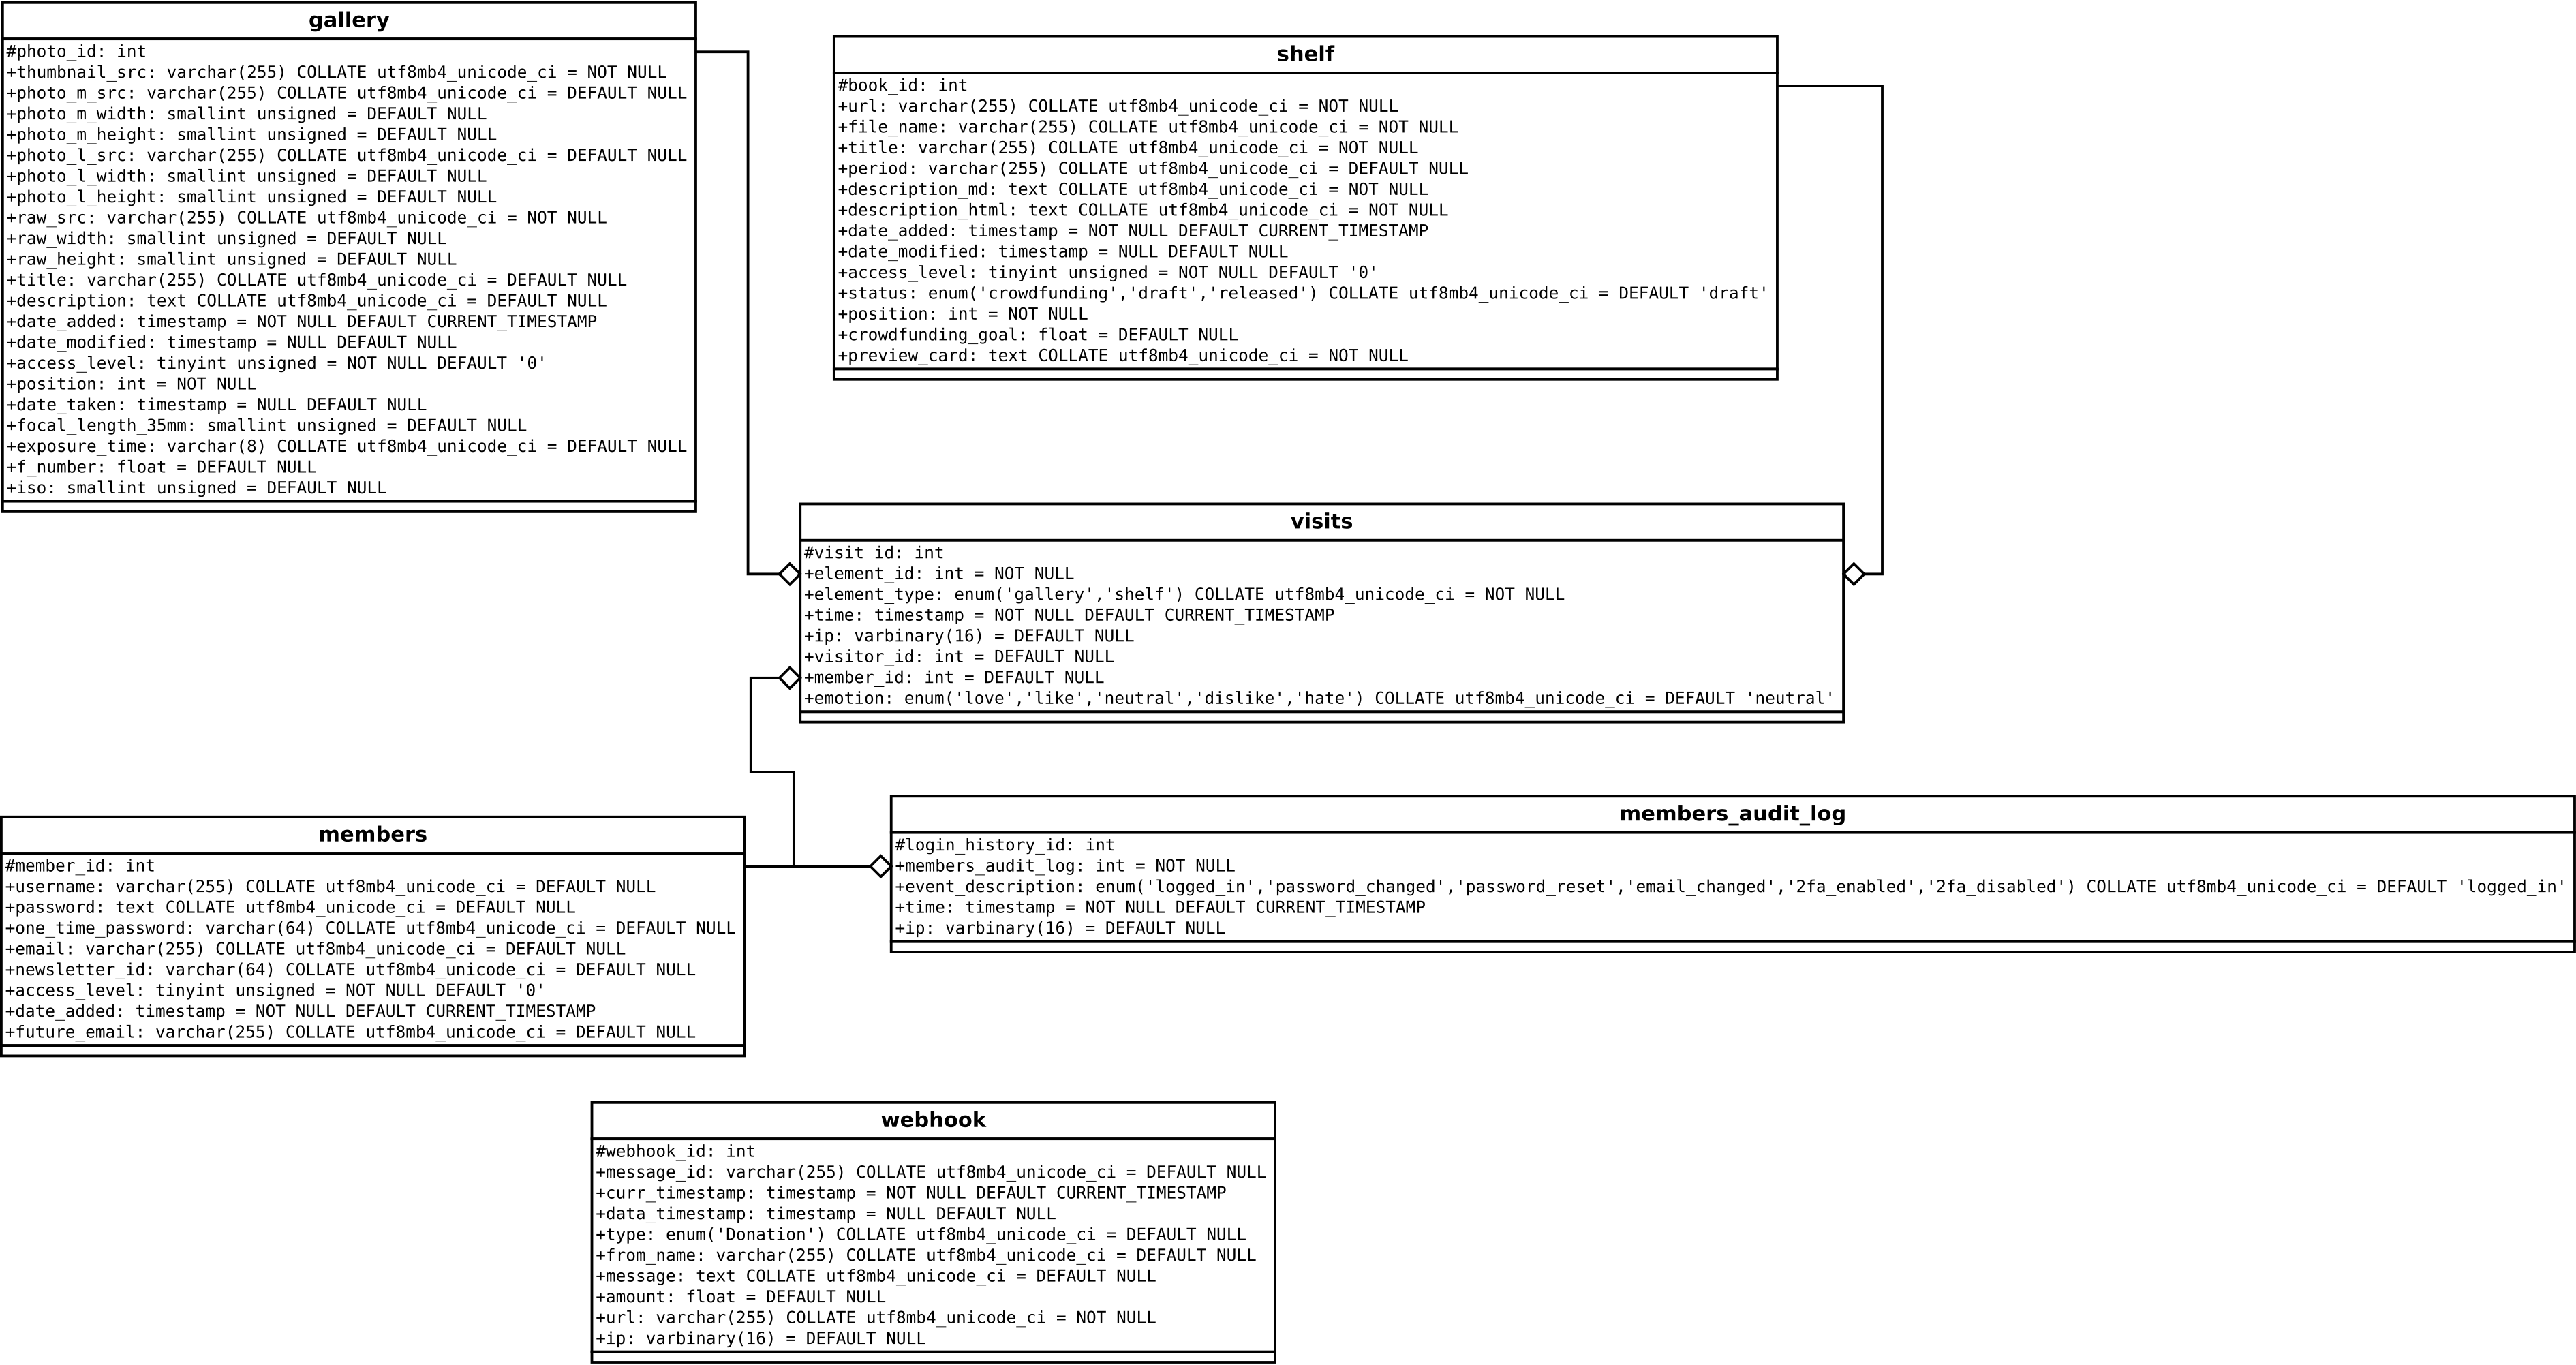 gallery
#photo_id: int
+thumbnail_src: varchar(255) COLLATE utf8mb4_unicode_ci = NOT NULL
+photo_m_src: varchar(255) COLLATE utf8mb4_unicode_ci = DEFAULT NULL
+photo_m_width: smallint unsigned = DEFAULT NULL
+photo_m_height: smallint unsigned = DEFAULT NULL
+photo_l_src: varchar(255) COLLATE utf8mb4_unicode_ci = DEFAULT NULL
+photo_l_width: smallint unsigned = DEFAULT NULL
+photo_l_height: smallint unsigned = DEFAULT NULL
+raw_src: varchar(255) COLLATE utf8mb4_unicode_ci = NOT NULL
+raw_width: smallint unsigned = DEFAULT NULL
+raw_height: smallint unsigned = DEFAULT NULL
+title: varchar(255) COLLATE utf8mb4_unicode_ci = DEFAULT NULL
+description: text COLLATE utf8mb4_unicode_ci = DEFAULT NULL
+date_added: timestamp = NOT NULL DEFAULT CURRENT_TIMESTAMP
+date_modified: timestamp = NULL DEFAULT NULL
+access_level: tinyint unsigned = NOT NULL DEFAULT '0'
+position: int = NOT NULL
+date_taken: timestamp = NULL DEFAULT NULL
+focal_length_35mm: smallint unsigned = DEFAULT NULL
+exposure_time: varchar(8) COLLATE utf8mb4_unicode_ci = DEFAULT NULL
+f_number: float = DEFAULT NULL
+iso: smallint unsigned = DEFAULT NULL
shelf
#book_id: int
+url: varchar(255) COLLATE utf8mb4_unicode_ci = NOT NULL
+file_name: varchar(255) COLLATE utf8mb4_unicode_ci = NOT NULL
+title: varchar(255) COLLATE utf8mb4_unicode_ci = NOT NULL
+period: varchar(255) COLLATE utf8mb4_unicode_ci = DEFAULT NULL
+description_md: text COLLATE utf8mb4_unicode_ci = NOT NULL
+description_html: text COLLATE utf8mb4_unicode_ci = NOT NULL
+date_added: timestamp = NOT NULL DEFAULT CURRENT_TIMESTAMP
+date_modified: timestamp = NULL DEFAULT NULL
+access_level: tinyint unsigned = NOT NULL DEFAULT '0'
+status: enum('crowdfunding','draft','released') COLLATE utf8mb4_unicode_ci = DEFAULT 'draft'
+position: int = NOT NULL
+crowdfunding_goal: float = DEFAULT NULL
+preview_card: text COLLATE utf8mb4_unicode_ci = NOT NULL
visits
#visit_id: int
+element_id: int = NOT NULL
+element_type: enum('gallery','shelf') COLLATE utf8mb4_unicode_ci = NOT NULL
+time: timestamp = NOT NULL DEFAULT CURRENT_TIMESTAMP
+ip: varbinary(16) = DEFAULT NULL
+visitor_id: int = DEFAULT NULL
+member_id: int = DEFAULT NULL
+emotion: enum('love','like','neutral','dislike','hate') COLLATE utf8mb4_unicode_ci = DEFAULT 'neutral'
members
#member_id: int
+username: varchar(255) COLLATE utf8mb4_unicode_ci = DEFAULT NULL
+password: text COLLATE utf8mb4_unicode_ci = DEFAULT NULL
+one_time_password: varchar(64) COLLATE utf8mb4_unicode_ci = DEFAULT NULL
+email: varchar(255) COLLATE utf8mb4_unicode_ci = DEFAULT NULL
+newsletter_id: varchar(64) COLLATE utf8mb4_unicode_ci = DEFAULT NULL
+access_level: tinyint unsigned = NOT NULL DEFAULT '0'
+date_added: timestamp = NOT NULL DEFAULT CURRENT_TIMESTAMP
+future_email: varchar(255) COLLATE utf8mb4_unicode_ci = DEFAULT NULL
members_audit_log
#login_history_id: int
+members_audit_log: int = NOT NULL
+event_description: enum('logged_in','password_changed','password_reset','email_changed','2fa_enabled','2fa_disabled') COLLATE utf8mb4_unicode_ci = DEFAULT 'logged_in'
+time: timestamp = NOT NULL DEFAULT CURRENT_TIMESTAMP
+ip: varbinary(16) = DEFAULT NULL
webhook
#webhook_id: int
+message_id: varchar(255) COLLATE utf8mb4_unicode_ci = DEFAULT NULL
+curr_timestamp: timestamp = NOT NULL DEFAULT CURRENT_TIMESTAMP
+data_timestamp: timestamp = NULL DEFAULT NULL
+type: enum('Donation') COLLATE utf8mb4_unicode_ci = DEFAULT NULL
+from_name: varchar(255) COLLATE utf8mb4_unicode_ci = DEFAULT NULL
+message: text COLLATE utf8mb4_unicode_ci = DEFAULT NULL
+amount: float = DEFAULT NULL
+url: varchar(255) COLLATE utf8mb4_unicode_ci = NOT NULL
+ip: varbinary(16) = DEFAULT NULL